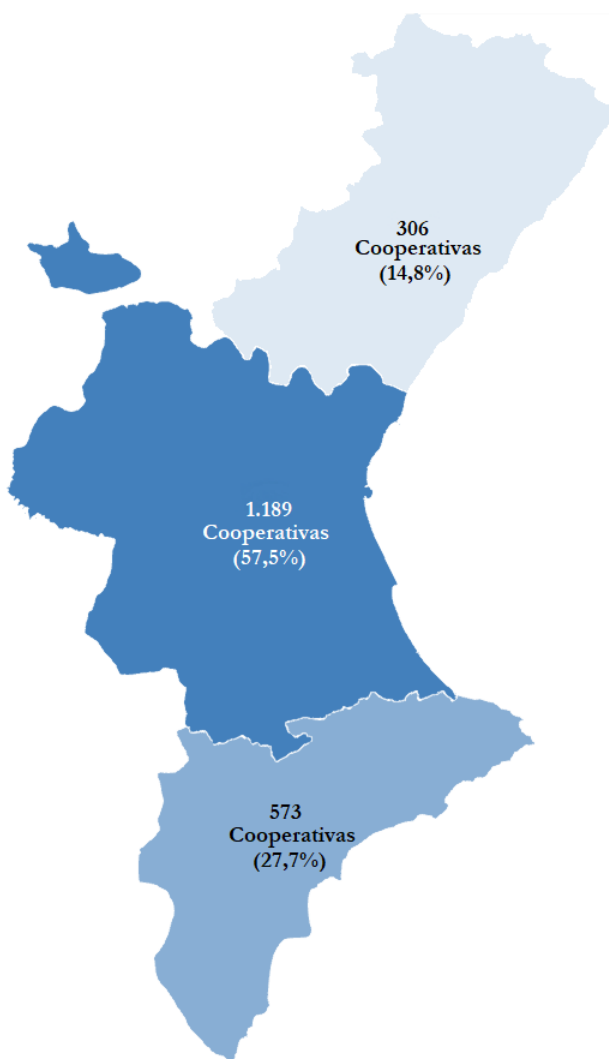 306
Cooperativas
(14,8%)
1.189
Cooperativas
(57,5%)
573
Cooperativas
(27,7%)